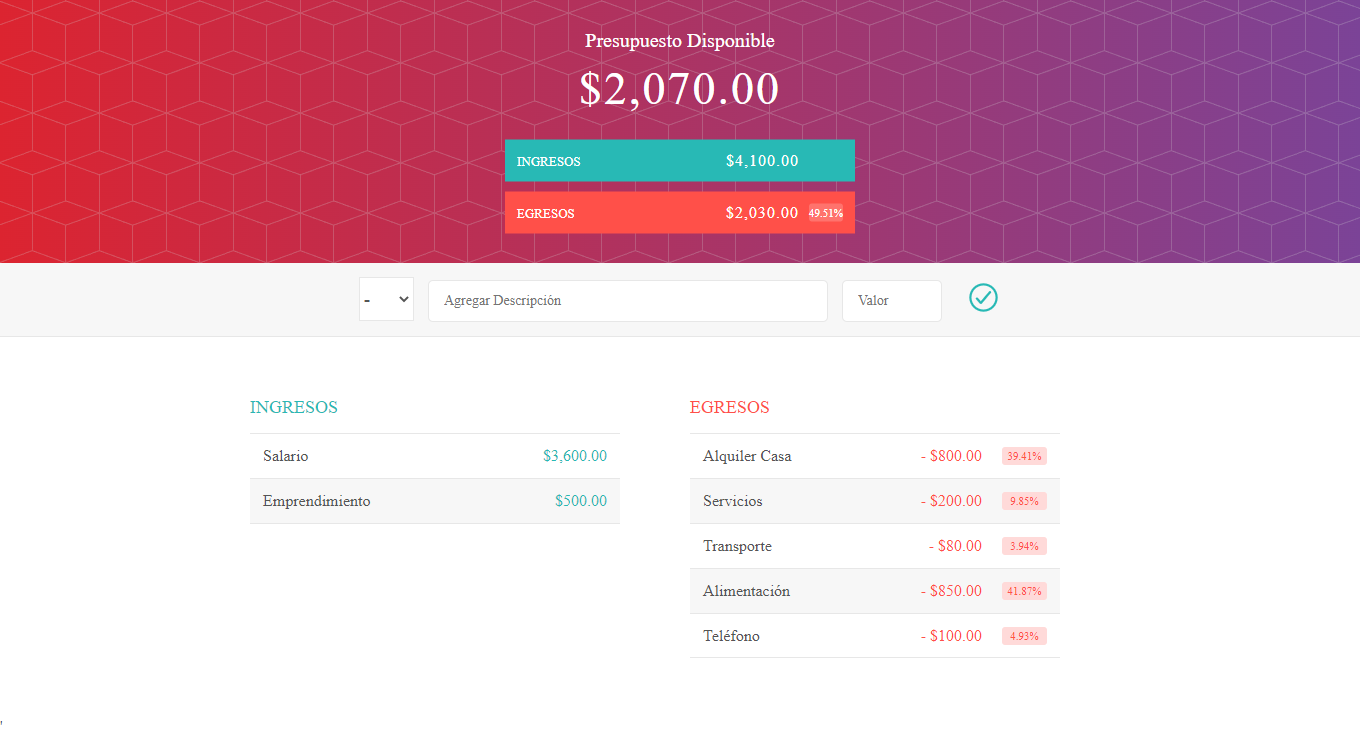 Presupuesto Disponible
$2,070.00
INGRESOS $4,100.00
EGRESOS $2,030.00 49.51%
- Agregar Descripción Valor
INGRESOS
Salario $3,600.00
Emprendimiento $500.00
EGRESOS
Alquiler Casa - $800.00 39.41%
Servicios - $200.00 9.85%
Transporte - $80.00 3.94%
Alimentación - $850.00 41.87%
Teléfono - $100.00 4.93%
'